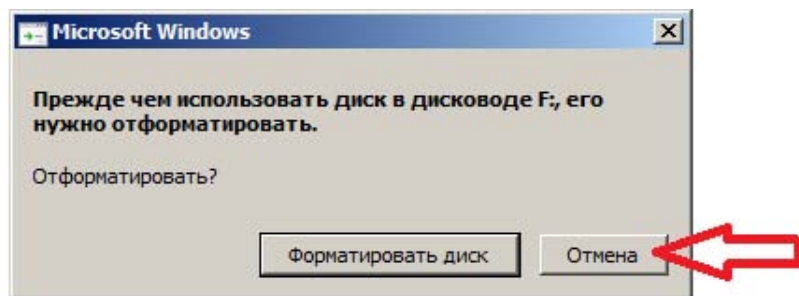 Microsoft Windows
Прежде чем использовать диск в дисководе F:, его
нужно отформатировать.
Отформатировать?
Форматировать диск
Отмена